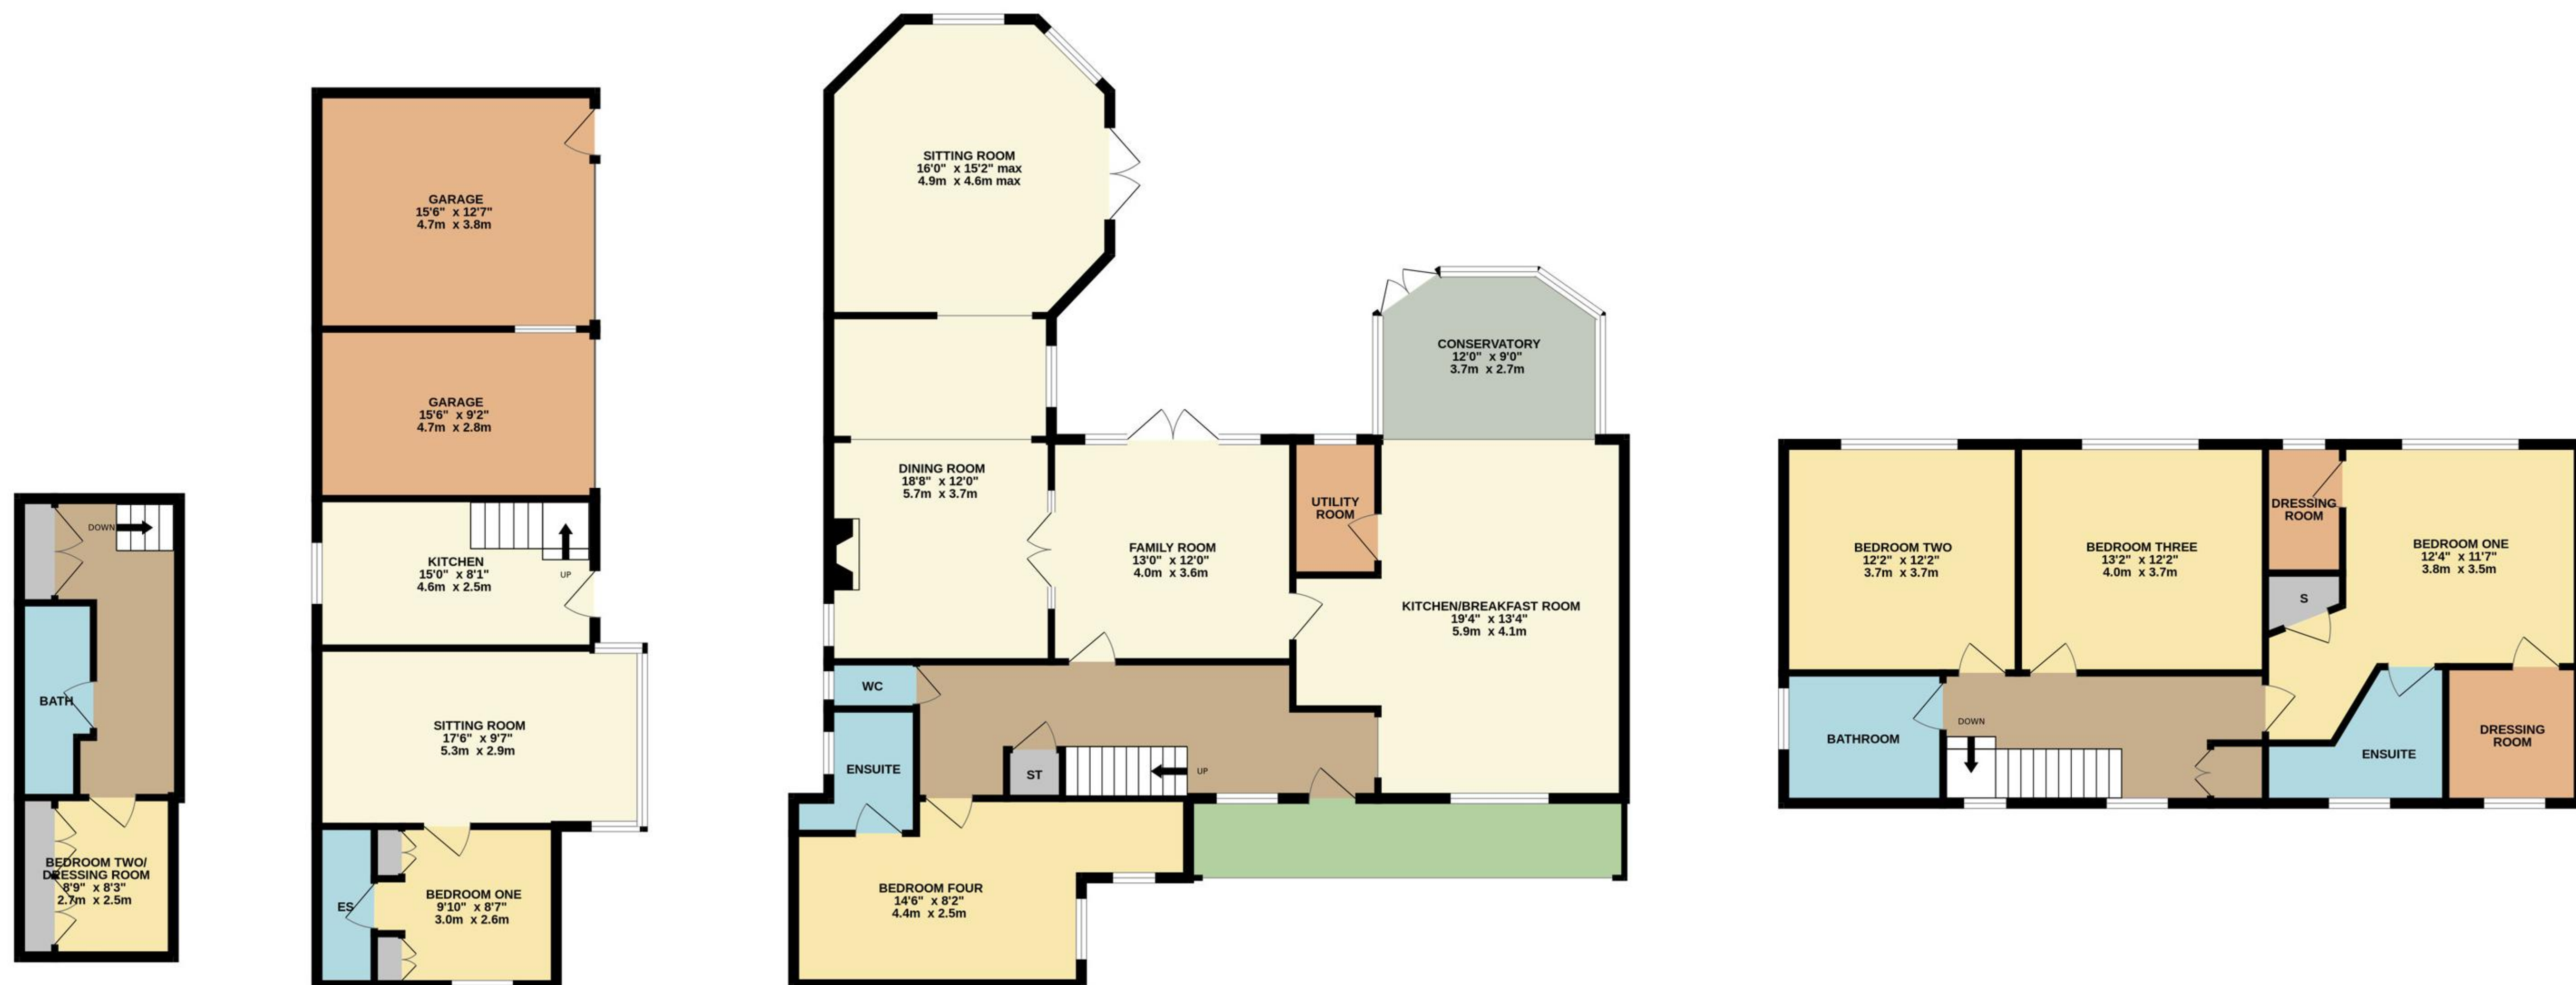 DOWN
BATH
BEDROOM TWO/
DRESSING ROOM
8'9" x 8'3"
2.7m x 2.5m
GARAGE
15'6" x 12'7"
4.7m x 3.8m
GARAGE
15'6" x 9'2"
4.7m x 2.8m
KITCHEN
15'0" x 8'1"
4.6m x 2.5m
UP
SITTING ROOM
17'6" x 9'7"
5.3m x 2.9m
ES
BEDROOM ONE
9'10" x 8'7"
3.0m x 2.6m
SITTING ROOM
16'0" x 15'2" max
4.9m x 4.6m max
CONSERVATORY
12'0" x 9'0"
3.7m x 2.7m
DINING ROOM
18'8" x 12'0"
5.7m x 3.7m
FAMILY ROOM
13'0" x 12'0"
4.0m x 3.6m
UTILITY
ROOM
KITCHEN/BREAKFAST ROOM
19'4" x 13'4"
5.9m x 4.1m
WC
ENSUITE
ST
UP
BEDROOM FOUR
14'6" x 8'2"
4.4m x 2.5m
BEDROOM TWO
12'2" x 12'2"
3.7m x 3.7m
BEDROOM THREE
13'2" x 12'2"
4.0m x 3.7m
DRESSING
ROOM
BEDROOM ONE
12'4" x 11'7"
3.8m x 3.5m
S
BATHROOM
DOWN
ENSUITE
DRESSING
ROOM